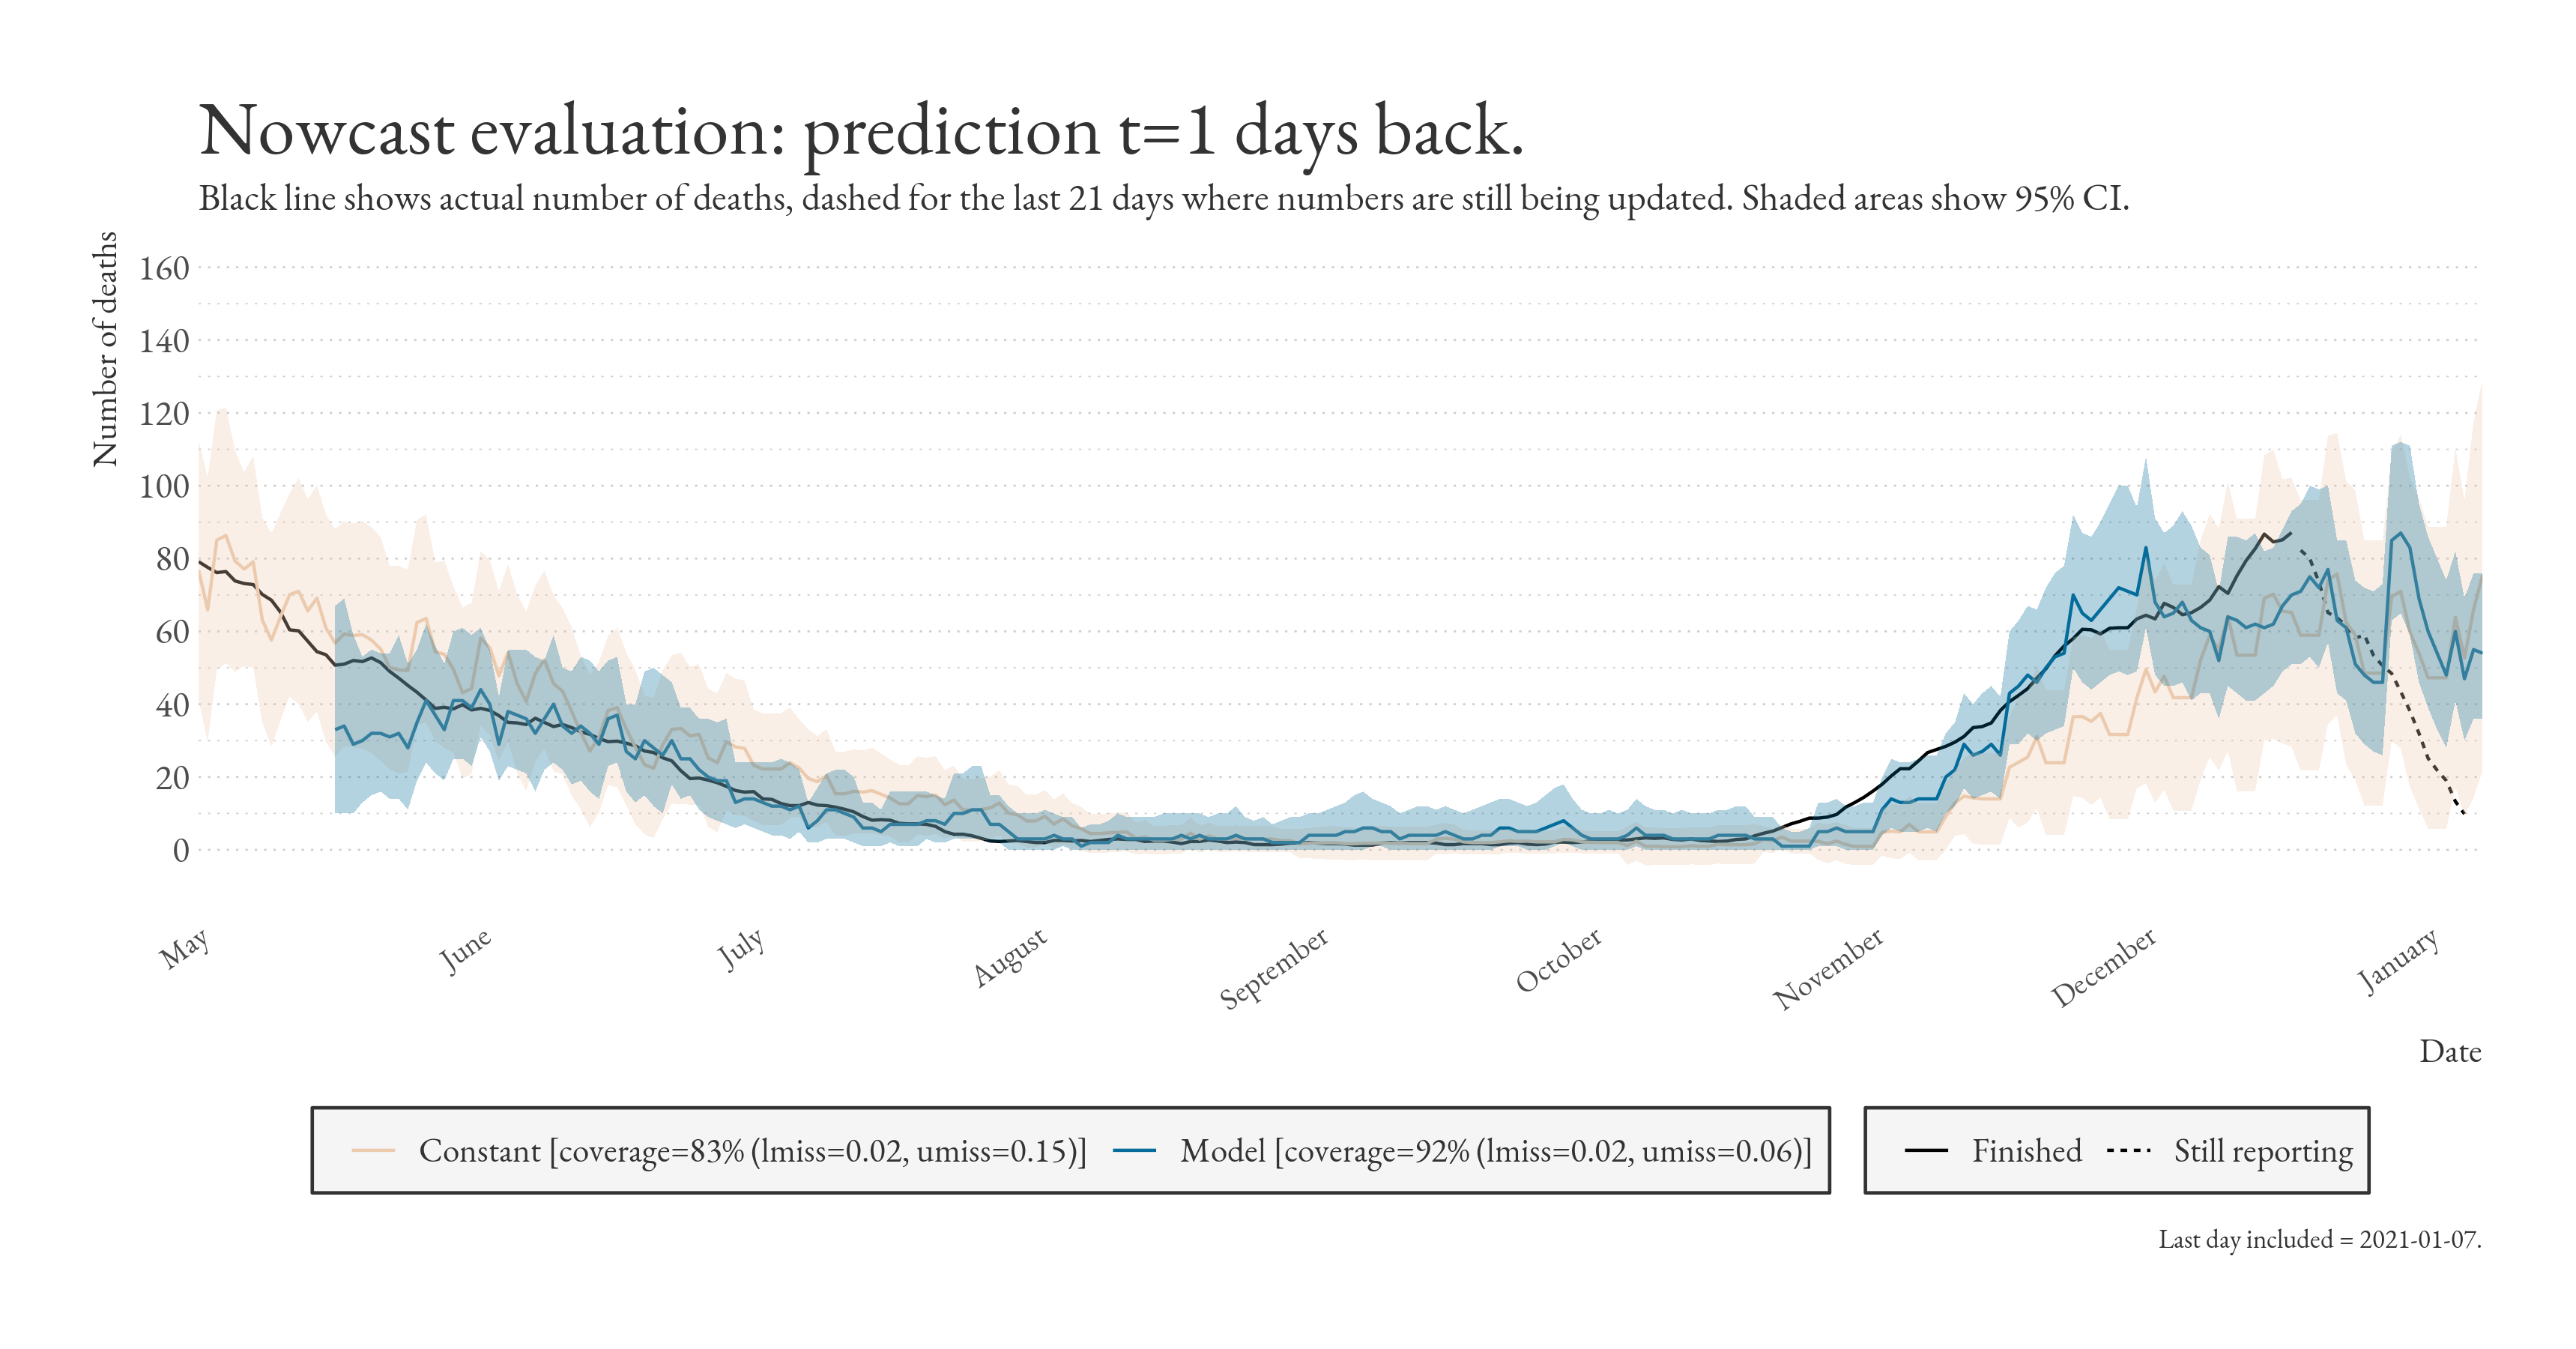 Nowcast evaluation: prediction t=1 days back.
Black line shows actual number of deaths, dashed for the last 21 days where numbers are still being updated. Shaded areas show 95% CI.
Number of deaths
160
140
120
100
80
60
40
20
0
May
June
July
August
September
October
November
December
January
Date
Constant [coverage=83% (lmiss=0.02, umiss=0.15)]
Model [coverage=92% (lmiss=0.02, umiss=0.06)]
Finished
Still reporting
Last day included = 2021-01-07.